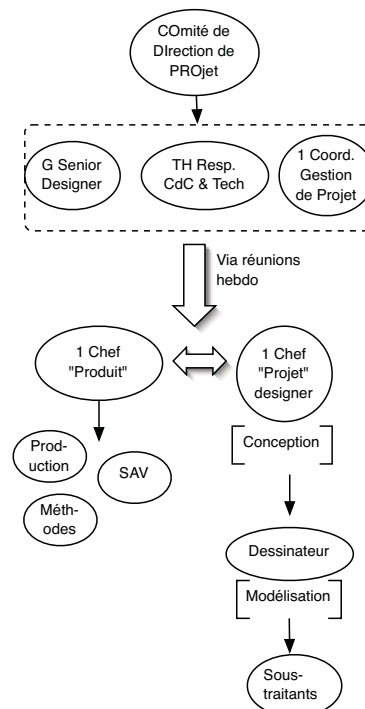 COmité de
DIrection de
PROjet
G Senior
Designer
TH Resp.
CdC & Tech
1 Coord.
Gestion
de Projet
Via réunions
hebdo
1 Chef
"Produit"
1 Chef
"Projet"
designer
Prod-
uction
SAV
Méth-
odes
[Conception]
Dessinateur
[Modélisation]
Sous-
traitants